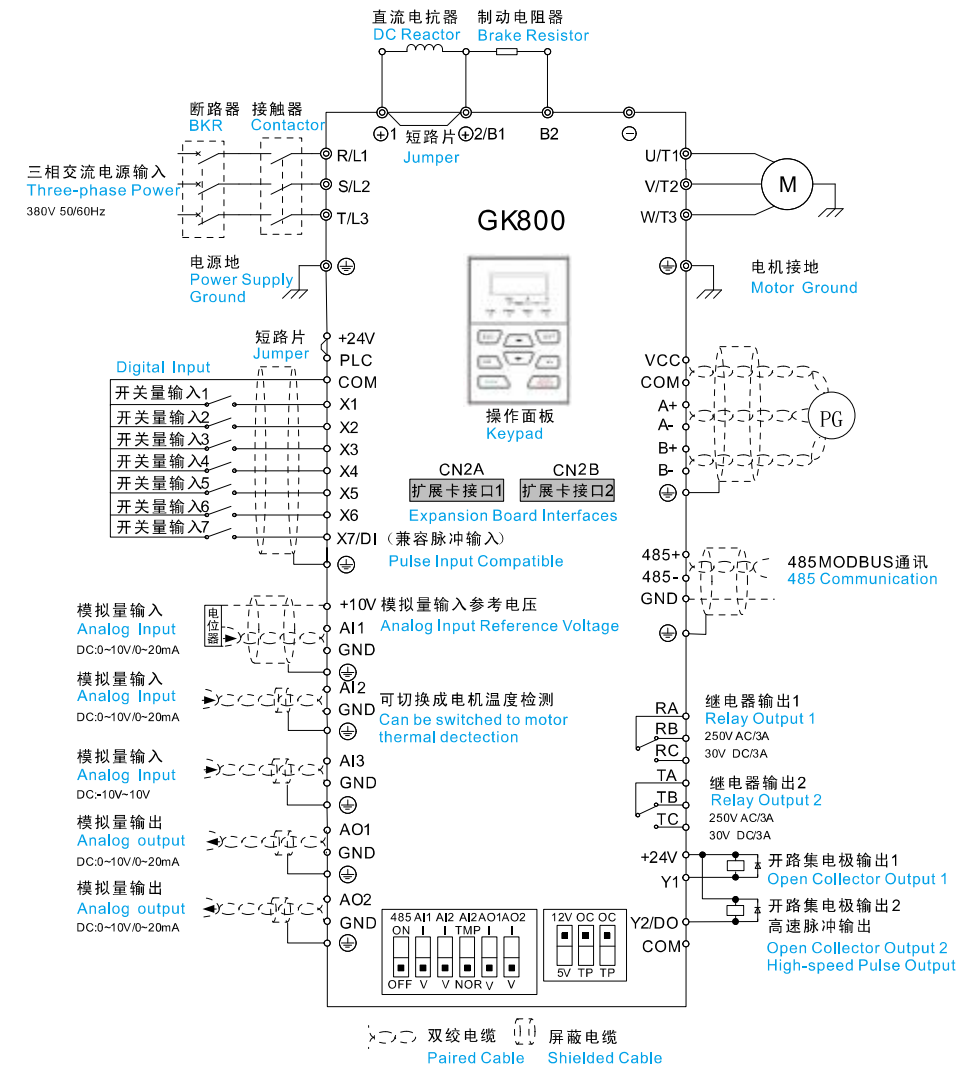 直流电抗器 制动电阻器
DC Reactor Brake Resistor
断路器 接触器
BKR Contactor
⊕1 短路片 ⊕2/B1 B2 ⊖
Jumper
三相交流电源输入
Three-phase Power
380V 50/60Hz
R/L1
S/L2
T/L3
U/T1
V/T2
W/T3
M
GK800
电源地
Power Supply
Ground
电机接地
Motor Ground
短路片
Jumper
+24V
PLC
COM
Digital Input
开关量输入1
开关量输入2
开关量输入3
开关量输入4
开关量输入5
开关量输入6
开关量输入7
X1
X2
X3
X4
X5
X6
X7/DI（兼容脉冲输入）
Pulse Input Compatible
操作面板
Keypad
CN2A CN2B
扩展卡接口1 扩展卡接口2
Expansion Board Interfaces
VCC
COM
A+
A-
B+
B-
PG
485+
485-
GND
485MODBUS通讯
485 Communication
模拟量输入
Analog Input
DC:0~10V/0~20mA
电位器
+10V 模拟量输入参考电压
Analog Input Reference Voltage
AI1
GND
模拟量输入
Analog Input
DC:0~10V/0~20mA
AI2
GND
可切换成电机温度检测
Can be switched to motor
thermal dectection
模拟量输入
Analog Input
DC:-10V~10V
AI3
GND
模拟量输出
Analog output
DC:0~10V/0~20mA
AO1
GND
模拟量输出
Analog output
DC:0~10V/0~20mA
AO2
GND
RA
RB
RC
继电器输出1
Relay Output 1
250V AC/3A
30V DC/3A
TA
TB
TC
继电器输出2
Relay Output 2
250V AC/3A
30V DC/3A
+24V
Y1
Y2/DO
COM
开路集电极输出1
Open Collector Output 1
开路集电极输出2
高速脉冲输出
Open Collector Output 2
High-speed Pulse Output
485 AI1 AI2 AI2 AO1 AO2
ON I I TMP I I
OFF V V NOR V V
12V OC OC
5V TP TP
双绞电缆 屏蔽电缆
Paired Cable Shielded Cable